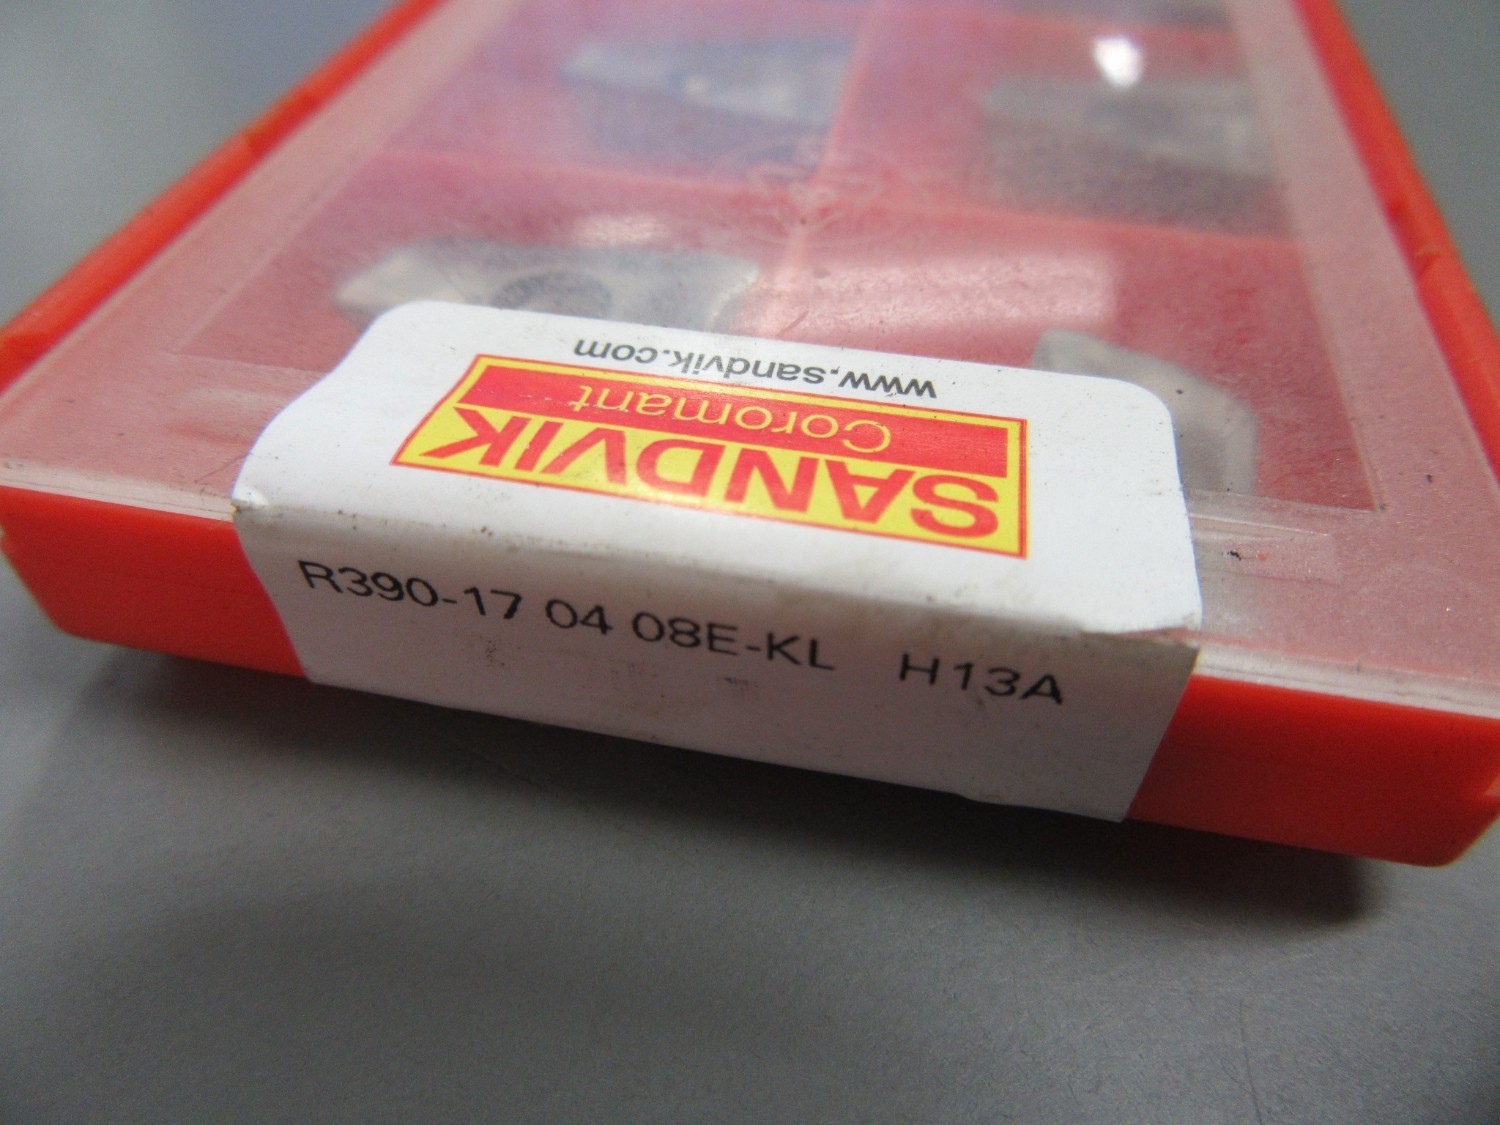 SANDVIK
Coromant
www.sandvik.com
R390-17 04 08E-KL H13A